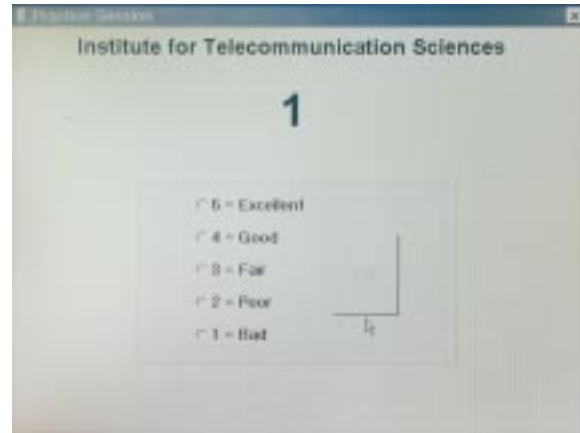 Practice Session
Institute for Telecommunication Sciences
1
5 = Excellent
4 = Good
3 = Fair
2 = Poor
1 = Bad